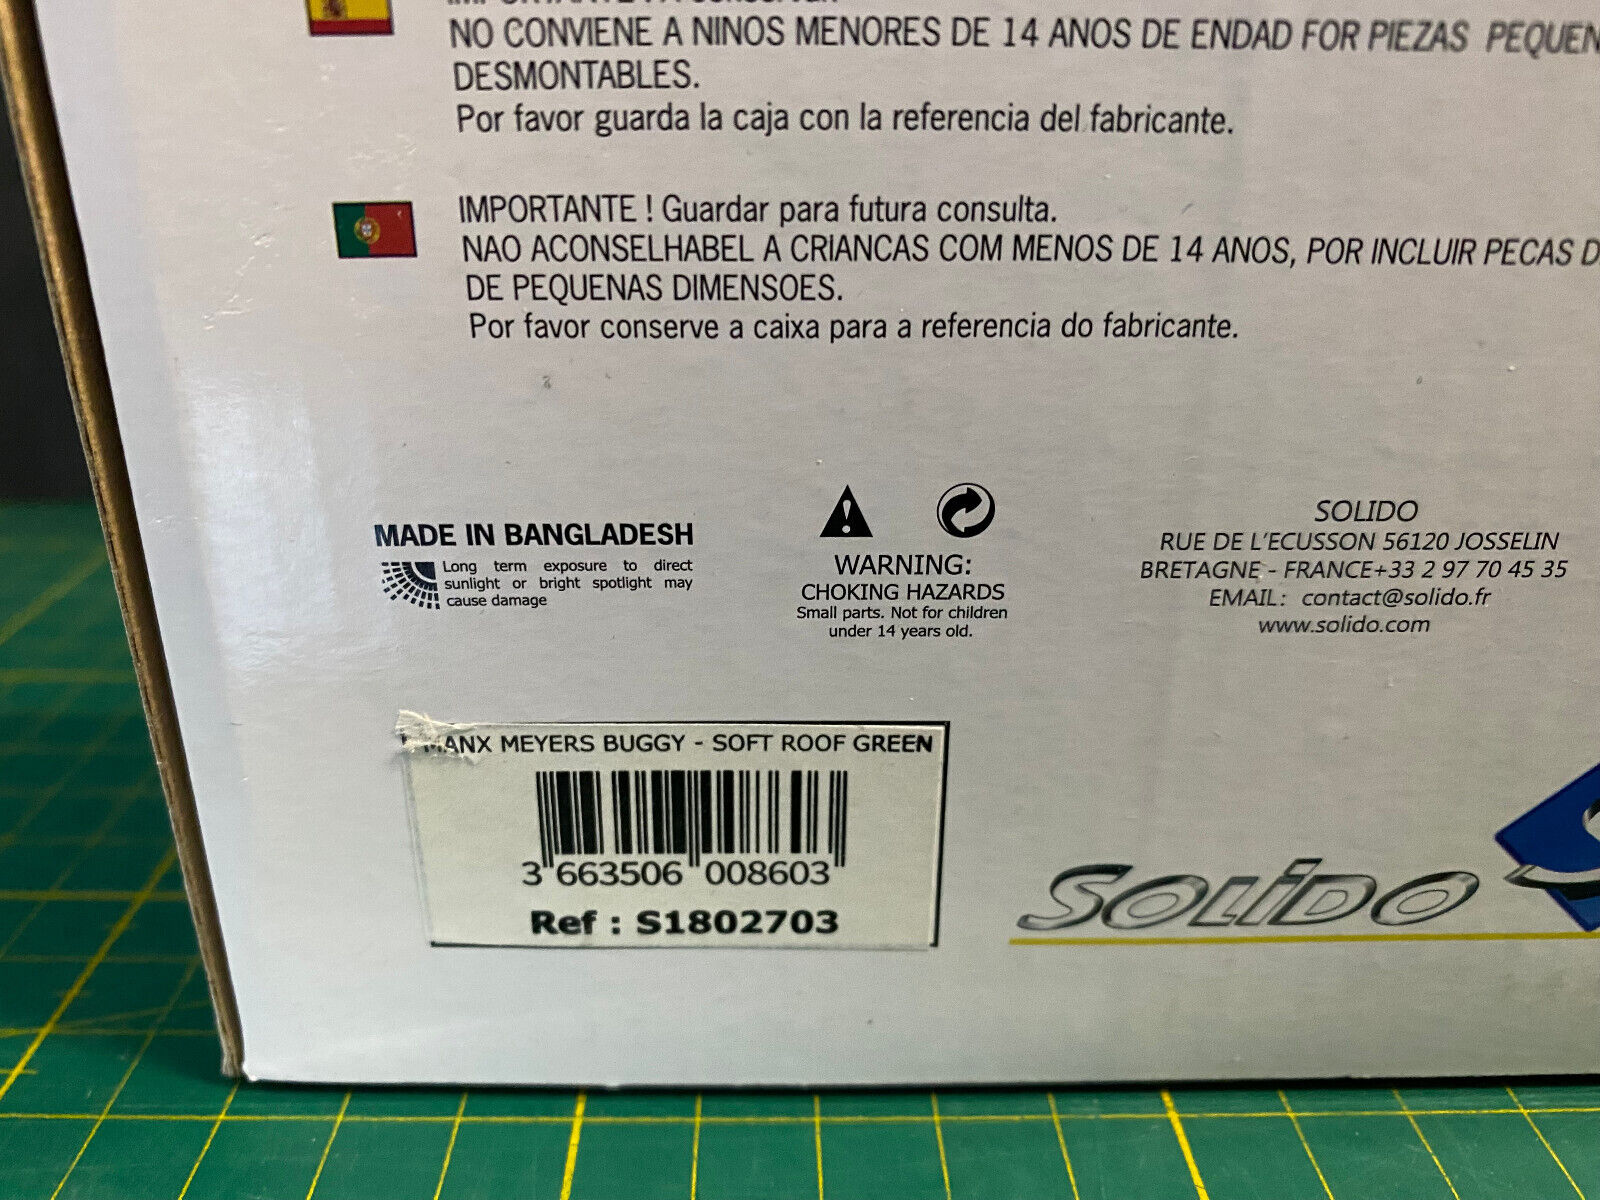 NO CONVIENE A NINOS MENORES DE 14 ANOS DE ENDAD FOR PIEZAS PEQUEN
DESMONTABLES.
Por favor guarda la caja con la referencia del fabricante.
IMPORTANTE ! Guardar para futura consulta.
NAO ACONSELHABEL A CRIANCAS COM MENOS DE 14 ANOS, POR INCLUIR PECAS D
DE PEQUENAS DIMENSOES.
Por favor conserve a caixa para a referencia do fabricante.
MADE IN BANGLADESH
Long term exposure to direct
sunlight or bright spotlight may
cause damage
WARNING:
CHOKING HAZARDS
Small parts. Not for children
under 14 years old.
SOLIDO
RUE DE L'ECUSSON 56120 JOSSELIN
BRETAGNE - FRANCE+33 2 97 70 45 35
EMAIL: contact@solido.fr
www.solido.com
MANX MEYERS BUGGY - SOFT ROOF GREEN
3 663506 008603
Ref : S1802703
SOLIDO